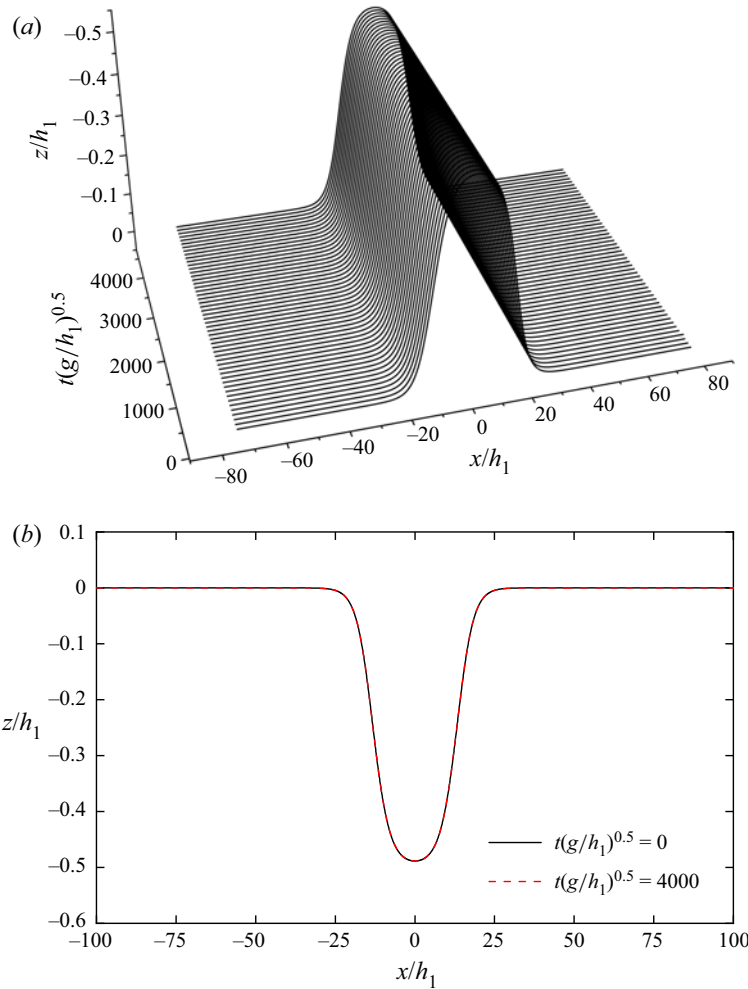 (a)
–0.5
–0.4
–0.3
–0.2
–0.1
0
z/h₁
4000
3000
2000
1000
0
t(g/h₁)^0.5
–80
–60
–40
–20
0
20
40
60
80
x/h₁
(b)
0.1
0
–0.1
–0.2
–0.3
–0.4
–0.5
–0.6
z/h₁
t(g/h₁)^0.5 = 0
t(g/h₁)^0.5 = 4000
–100 –75 –50 –25 0 25 50 75 100
x/h₁